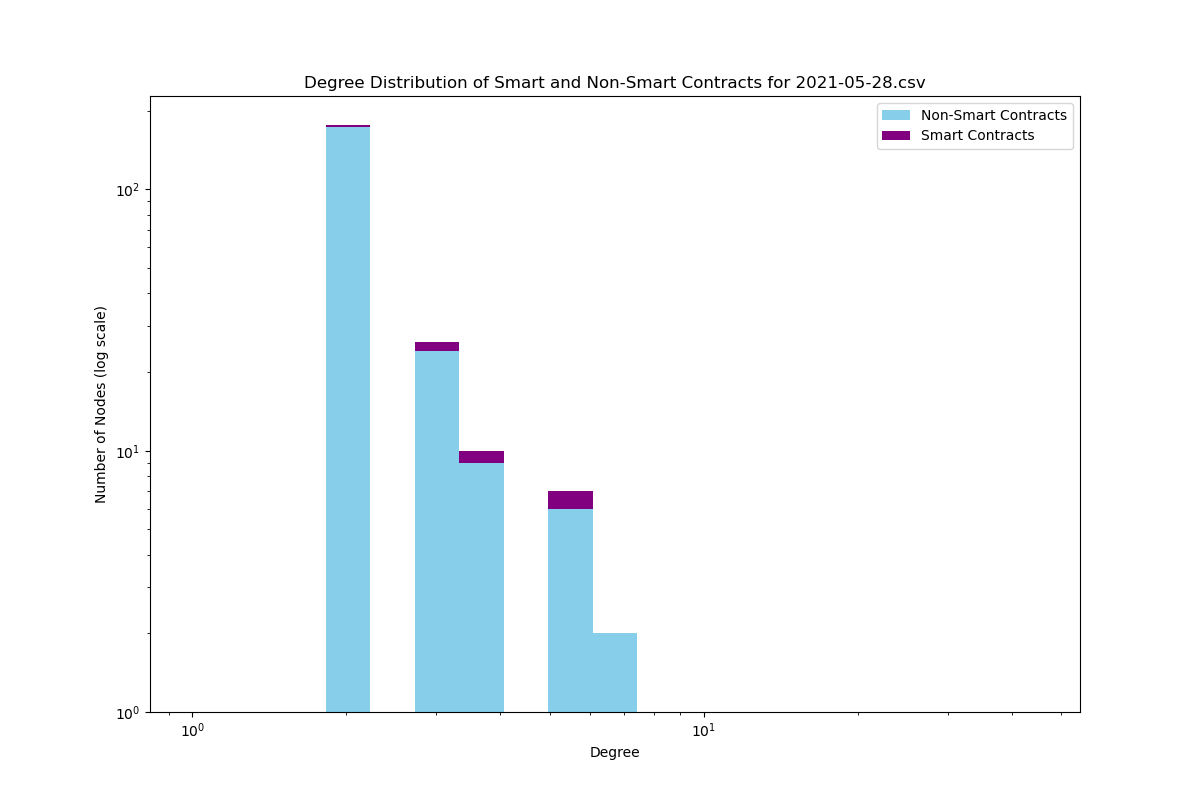 Degree Distribution of Smart and Non-Smart Contracts for 2021-05-28.csv
Non-Smart Contracts
Smart Contracts
10²
10¹
10⁰
Number of Nodes (log scale)
10⁰ 10¹
Degree